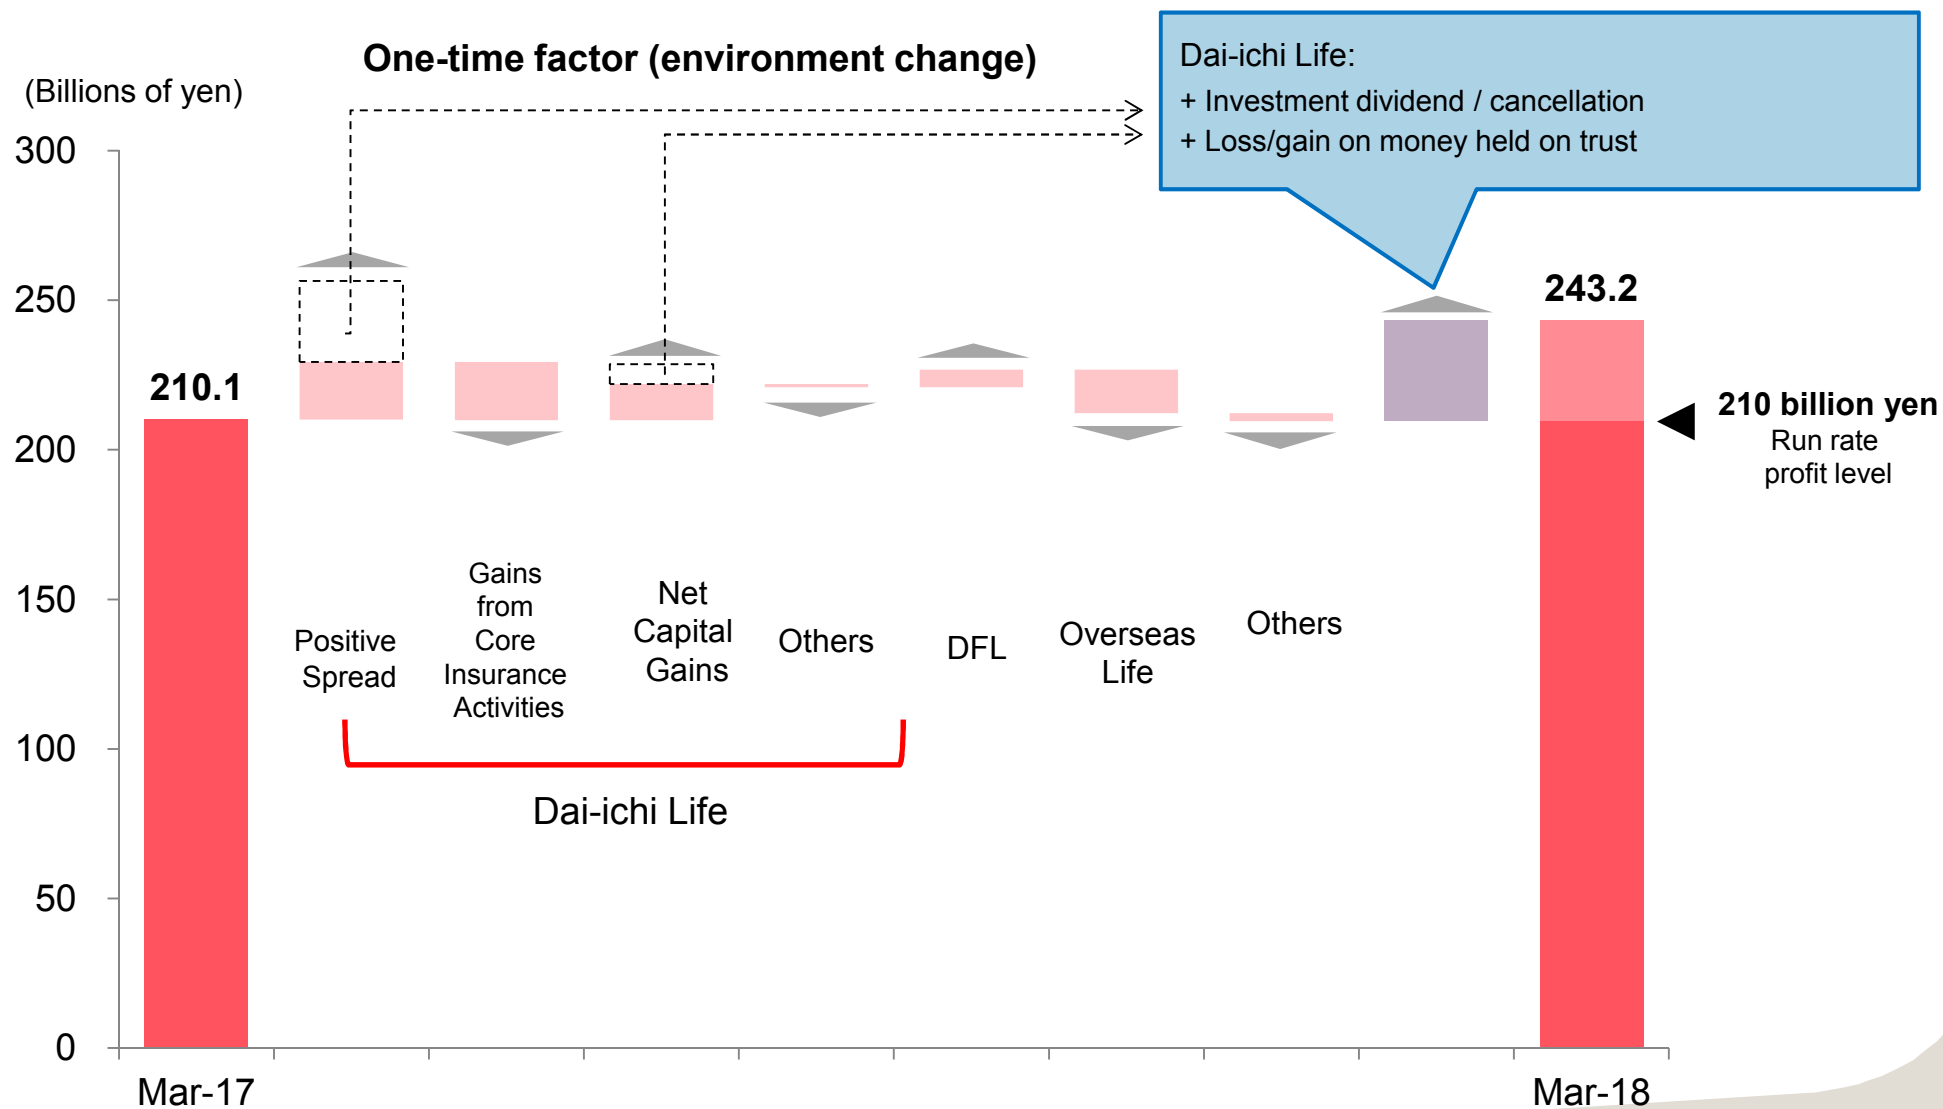 One-time factor (environment change)
(Billions of yen)
Dai-ichi Life:
+ Investment dividend / cancellation
+ Loss/gain on money held on trust
300
250
200
150
100
50
0
210.1
243.2
210 billion yen
Run rate
profit level
Positive
Spread
Gains
from
Core
Insurance
Activities
Net
Capital
Gains
Others
DFL
Overseas
Life
Others
Dai-ichi Life
Mar-17
Mar-18